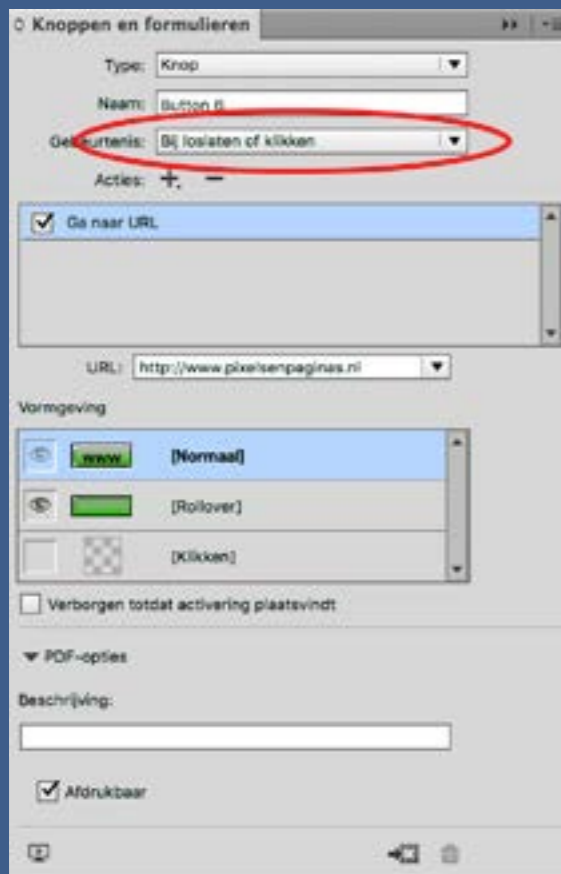 Knoppen en formulieren
Type: Knop
Naam: Button 6
Gebeurtenis: Bij loslaten of klikken
Acties:
Ga naar URL
URL: http://www.pixelsenpaginas.nl
Vormgeving
www [Normaal]
[Rollover]
[Klikken]
Verborgen totdat activering plaatsvindt
PDF-opties
Beschrijving:
Afdrukbaar